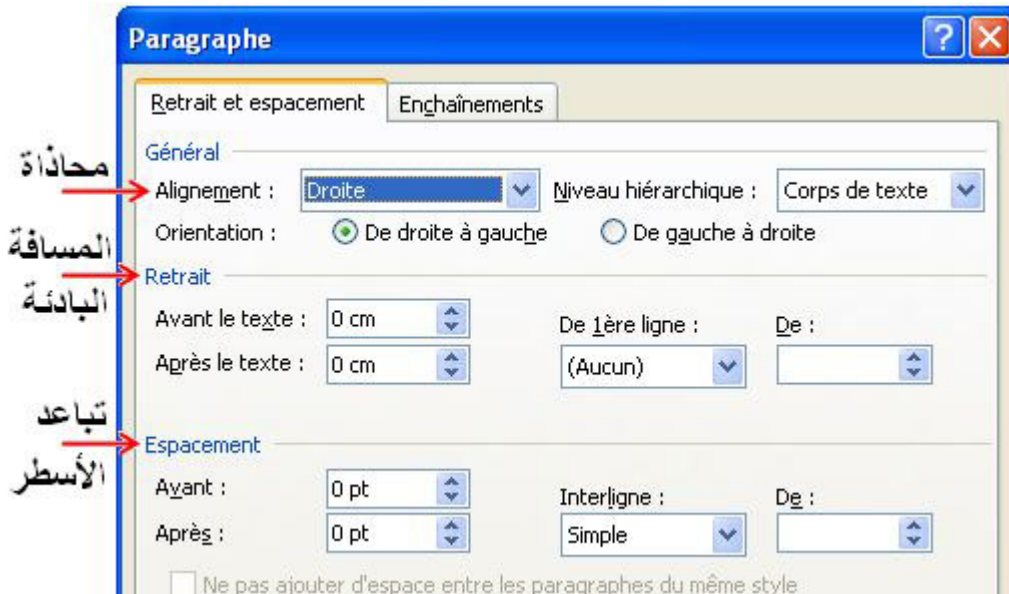 Paragraphe
Retrait et espacement Enchaînements
Général
محاذاة
Alignement : Droite Niveau hiérarchique : Corps de texte
Orientation : De droite à gauche De gauche à droite
المسافة
البادئة
Retrait
Avant le texte : 0 cm De 1ère ligne : De :
Après le texte : 0 cm (Aucun)
تباعد
الأسطر
Espacement
Avant : 0 pt Interligne : De :
Après : 0 pt Simple
Ne pas ajouter d'espace entre les paragraphes du même style